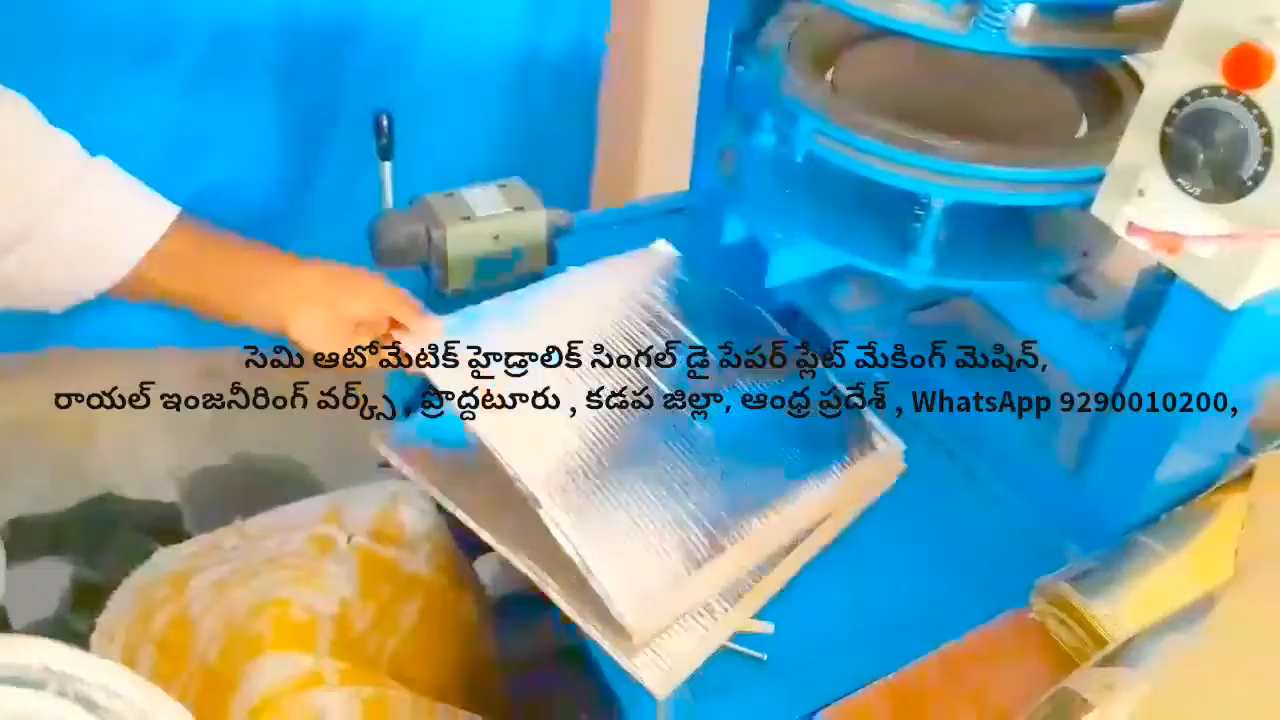 సెమి ఆటోమేటిక్ హైడ్రాలిక్ సింగల్ డై పేపర్ ప్లేట్ మేకింగ్ మెషిన్,
రాయల్ ఇంజనీరింగ్ వర్క్స్ , ప్రొద్దటూరు , కడప జిల్లా, ఆంధ్ర ప్రదేశ్ , WhatsApp 9290010200,